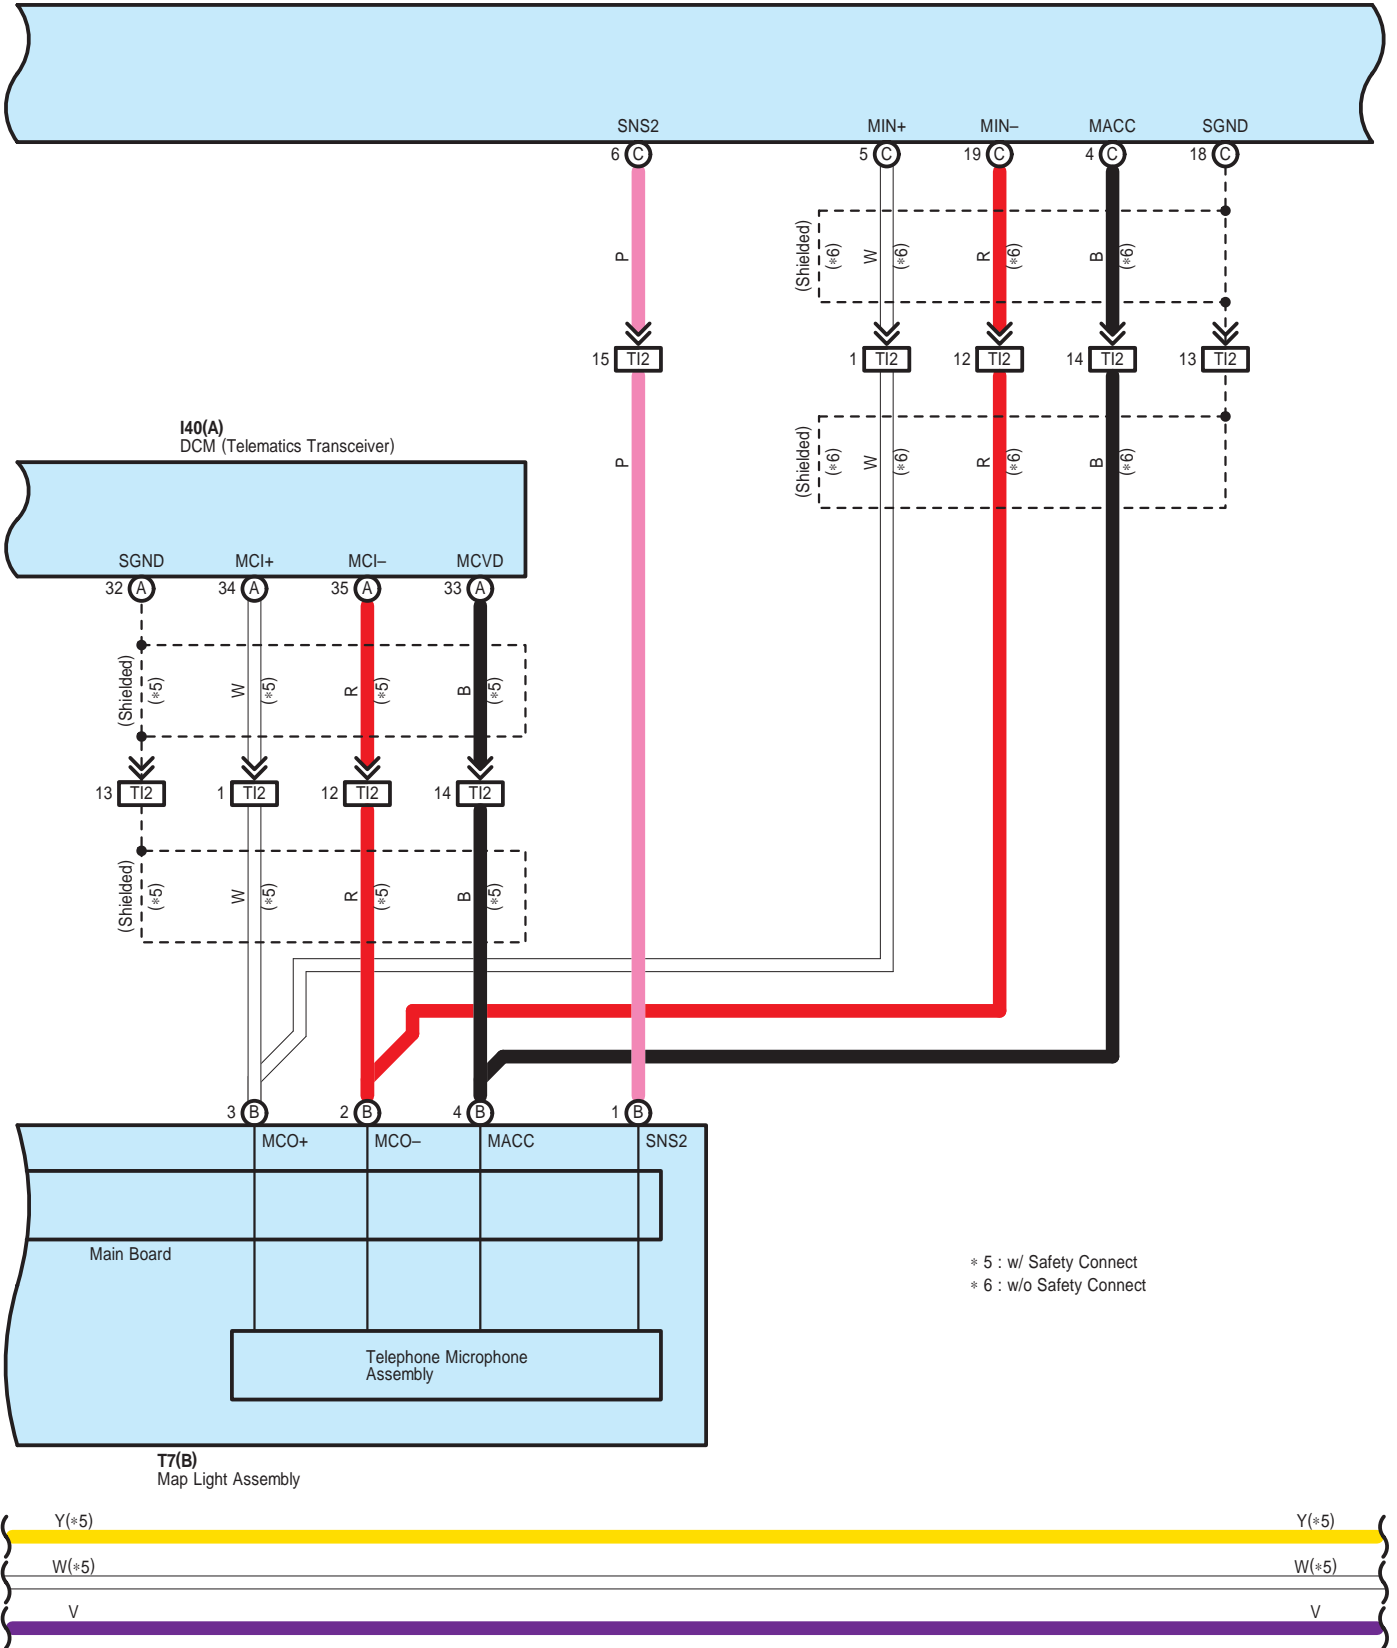 SNS2 MIN+ MIN– MACC SGND
6 C 5 C 19 C 4 C 18 C
P (Shielded) (∗6) W (∗6) R (∗6) B (∗6)
15 TI2 1 TI2 12 TI2 14 TI2 13 TI2
I40(A)
DCM (Telematics Transceiver)
P (Shielded) (∗6) W (∗6) R (∗6) B (∗6)
SGND MCI+ MCI– MCVD
32 A 34 A 35 A 33 A
(Shielded) (∗5) W (∗5) R (∗5) B (∗5)
13 TI2 1 TI2 12 TI2 14 TI2
(Shielded) (∗5) W (∗5) R (∗5) B (∗5)
3 B 2 B 4 B 1 B
MCO+ MCO– MACC SNS2
Main Board
∗ 5 : w/ Safety Connect
∗ 6 : w/o Safety Connect
Telephone Microphone
Assembly
T7(B)
Map Light Assembly
Y(∗5) Y(∗5)
W(∗5) W(∗5)
V V